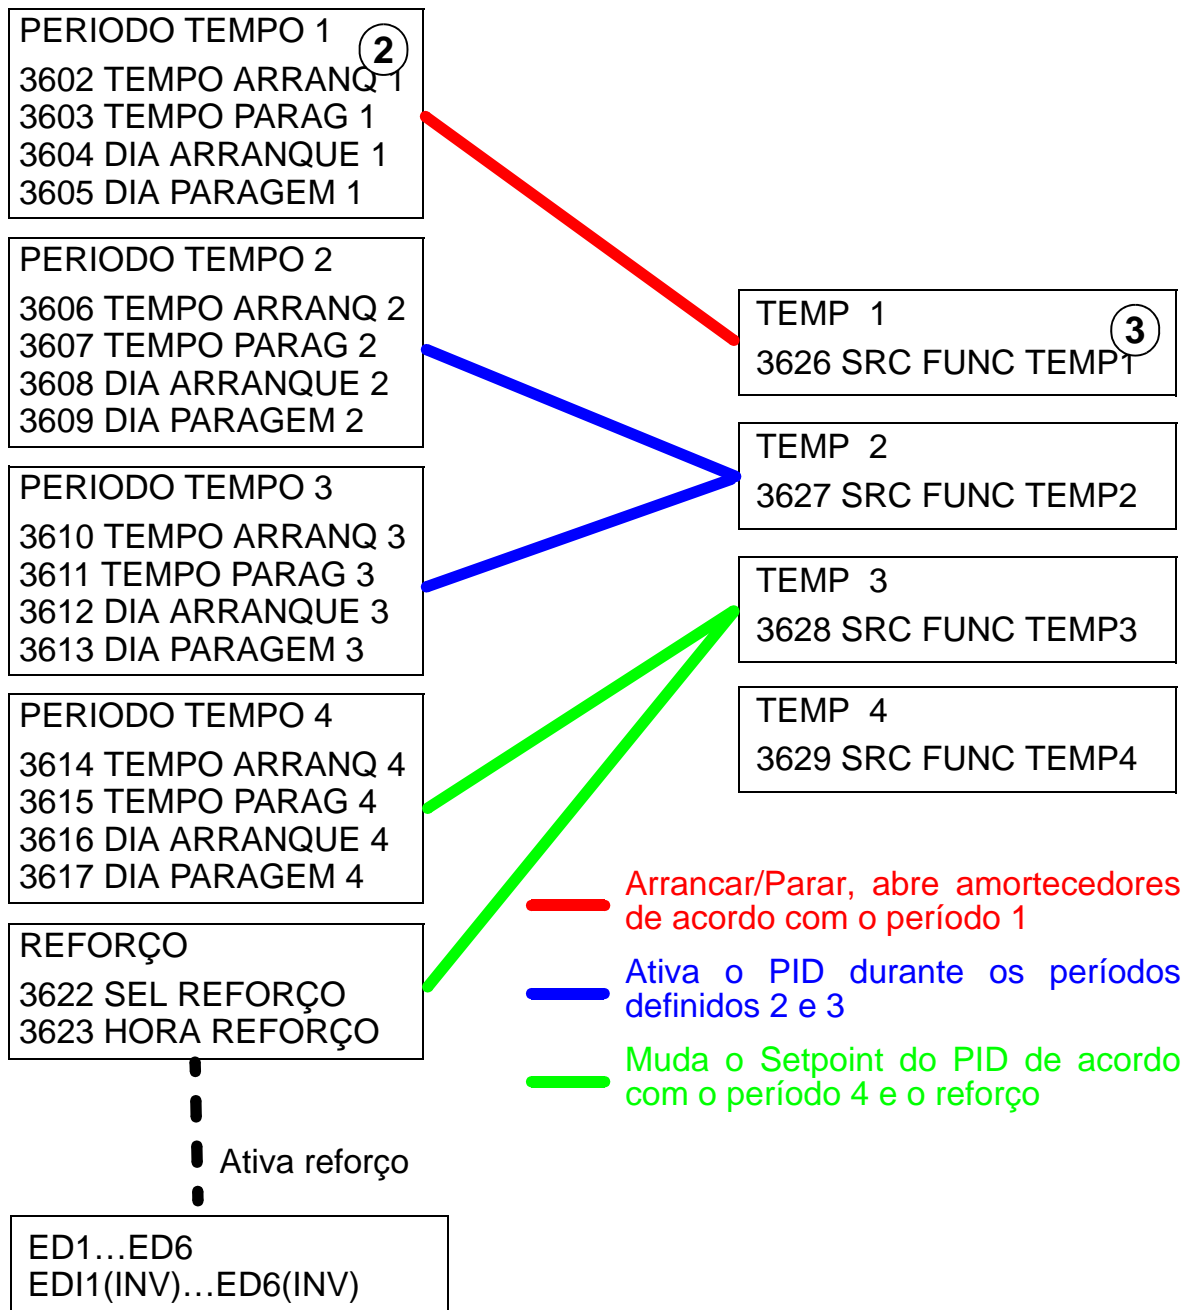 PERIODO TEMPO 1
2
3602 TEMPO ARRANQ 1
3603 TEMPO PARAG 1
3604 DIA ARRANQUE 1
3605 DIA PARAGEM 1
PERIODO TEMPO 2
3606 TEMPO ARRANQ 2
3607 TEMPO PARAG 2
3608 DIA ARRANQUE 2
3609 DIA PARAGEM 2
PERIODO TEMPO 3
3610 TEMPO ARRANQ 3
3611 TEMPO PARAG 3
3612 DIA ARRANQUE 3
3613 DIA PARAGEM 3
PERIODO TEMPO 4
3614 TEMPO ARRANQ 4
3615 TEMPO PARAG 4
3616 DIA ARRANQUE 4
3617 DIA PARAGEM 4
REFORÇO
3622 SEL REFORÇO
3623 HORA REFORÇO
Ativa reforço
ED1…ED6
EDI1(INV)…ED6(INV)
TEMP 1
3
3626 SRC FUNC TEMP1
TEMP 2
3627 SRC FUNC TEMP2
TEMP 3
3628 SRC FUNC TEMP3
TEMP 4
3629 SRC FUNC TEMP4
Arrancar/Parar, abre amortecedores
de acordo com o período 1
Ativa o PID durante os períodos
definidos 2 e 3
Muda o Setpoint do PID de acordo
com o período 4 e o reforço